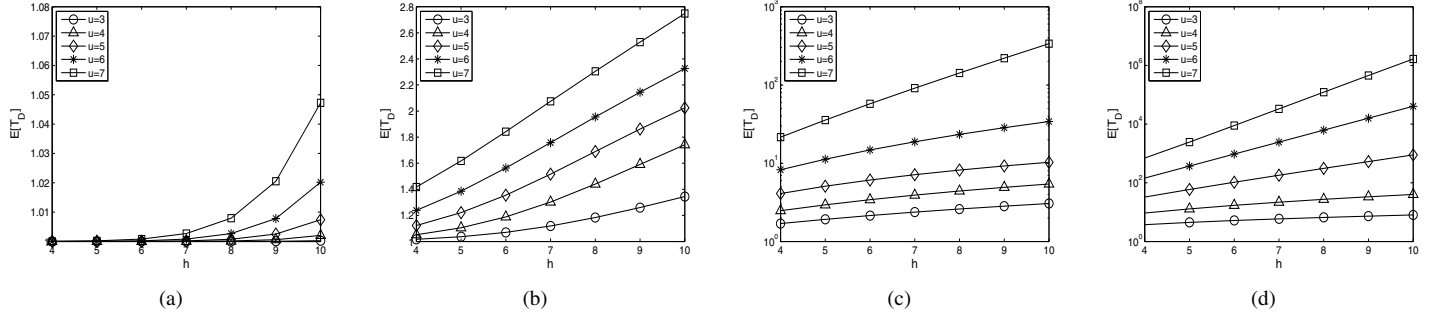 1.08
1.07
1.06
1.05
1.04
1.03
1.02
1.01
1
4 5 6 7 8 9 10
h
E[T_D]
u=3
u=4
u=5
u=6
u=7
(a)
2.8
2.6
2.4
2.2
2
1.8
1.6
1.4
1.2
1
4 5 6 7 8 9 10
h
E[T_D]
u=3
u=4
u=5
u=6
u=7
(b)
10^3
10^2
10^1
10^0
4 5 6 7 8 9 10
h
E[T_D]
u=3
u=4
u=5
u=6
u=7
(c)
10^8
10^6
10^4
10^2
10^0
4 5 6 7 8 9 10
h
E[T_D]
u=3
u=4
u=5
u=6
u=7
(d)